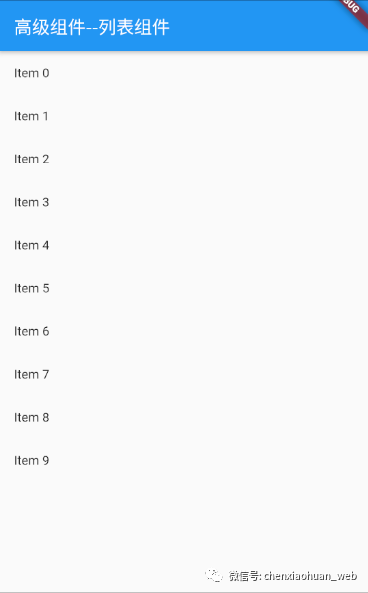 高级组件--列表组件
Item 0
Item 1
Item 2
Item 3
Item 4
Item 5
Item 6
Item 7
Item 8
Item 9
微信号: chenxiaohuan_web